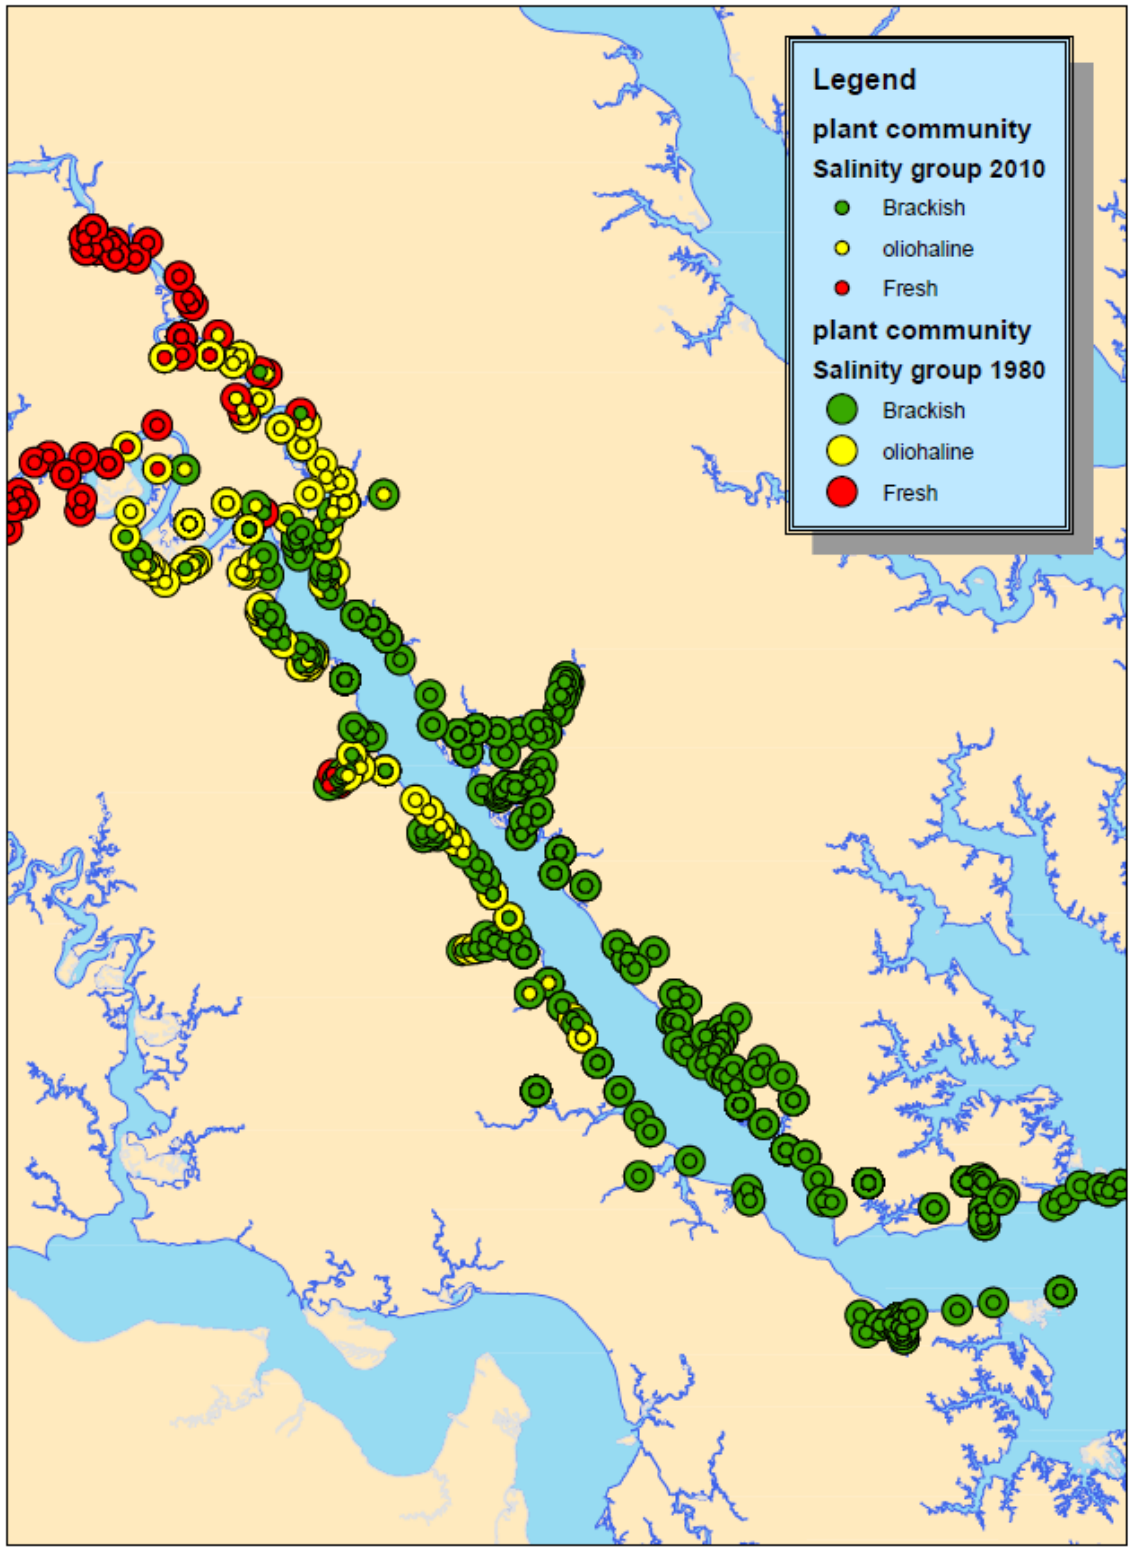 Legend
plant community
Salinity group 2010
Brackish
oliohaline
Fresh
plant community
Salinity group 1980
Brackish
oliohaline
Fresh